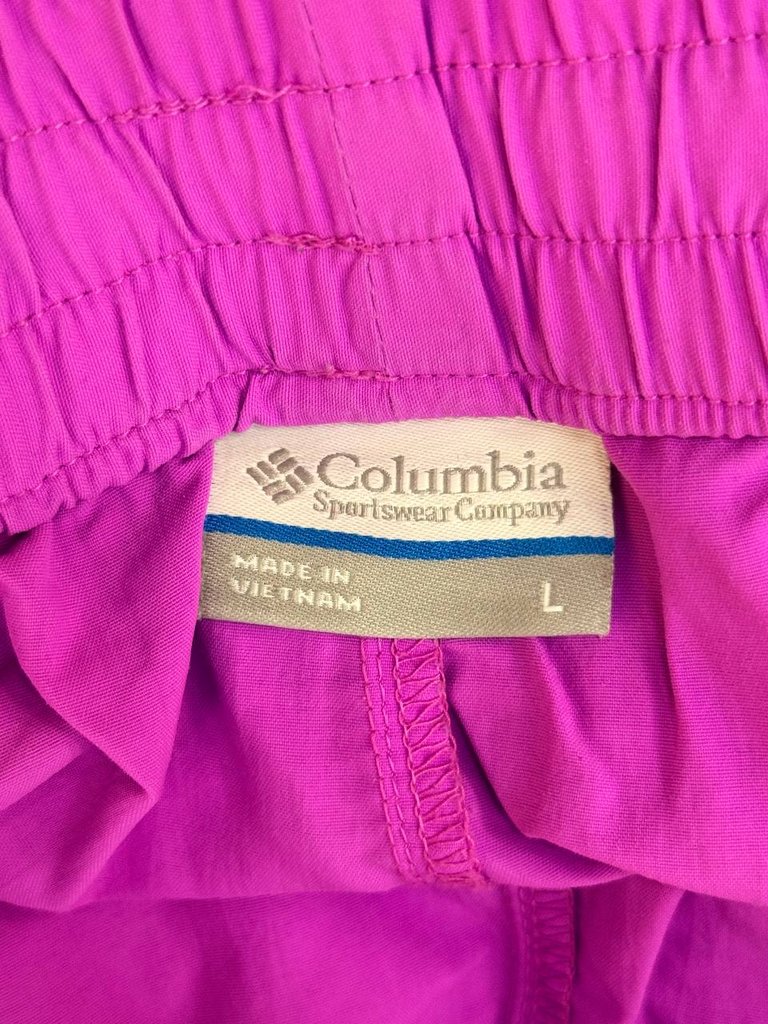 Columbia
Sportswear Company
MADE IN
VIETNAM
L